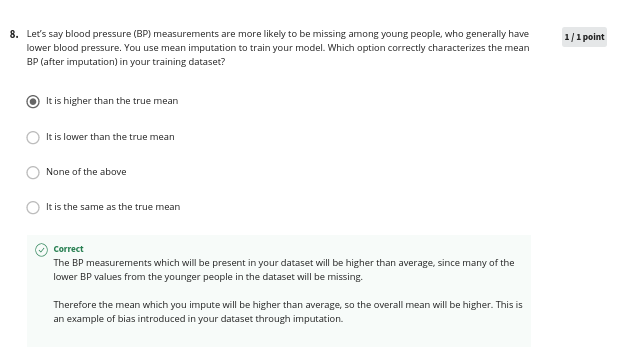 8. Let's say blood pressure (BP) measurements are more likely to be missing among young people, who generally have
lower blood pressure. You use mean imputation to train your model. Which option correctly characterizes the mean
BP (after imputation) in your training dataset?
1 / 1 point
It is higher than the true mean
It is lower than the true mean
None of the above
It is the same as the true mean
Correct
The BP measurements which will be present in your dataset will be higher than average, since many of the
lower BP values from the younger people in the dataset will be missing.
Therefore the mean which you impute will be higher than average, so the overall mean will be higher. This is
an example of bias introduced in your dataset through imputation.